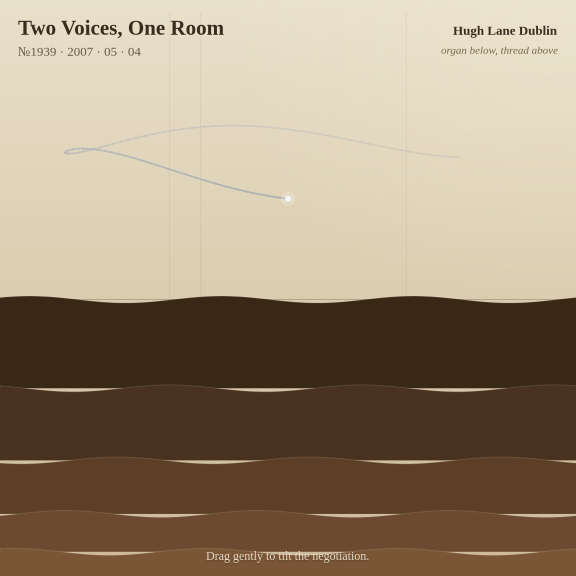 Two Voices, One Room
№1939 · 2007 · 05 · 04
Hugh Lane Dublin
organ below, thread above
Drag gently to tilt the negotiation.